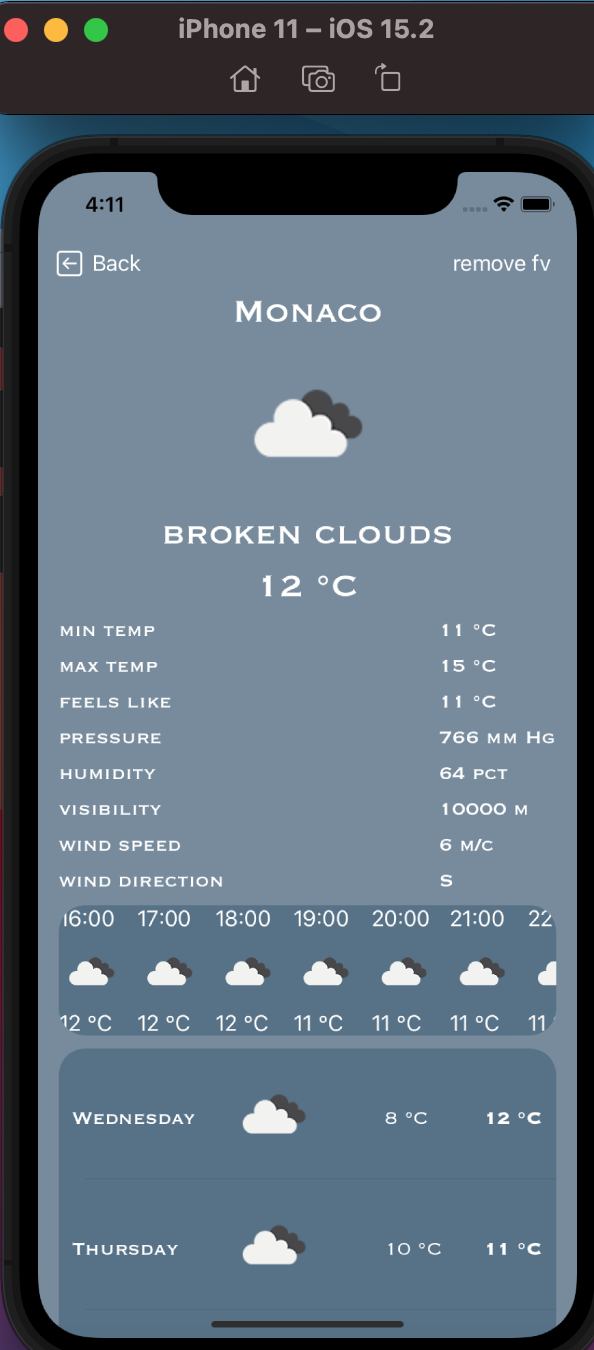 iPhone 11 – iOS 15.2
4:11
Back
remove fv
Monaco
BROKEN CLOUDS
12 °C
MIN TEMP 11 °C
MAX TEMP 15 °C
FEELS LIKE 11 °C
PRESSURE 766 MM HG
HUMIDITY 64 PCT
VISIBILITY 10000 M
WIND SPEED 6 M/C
WIND DIRECTION S
16:00 17:00 18:00 19:00 20:00 21:00 22
12 °C 12 °C 12 °C 11 °C 11 °C 11 °C 11
Wednesday 8 °C 12 °C
Thursday 10 °C 11 °C